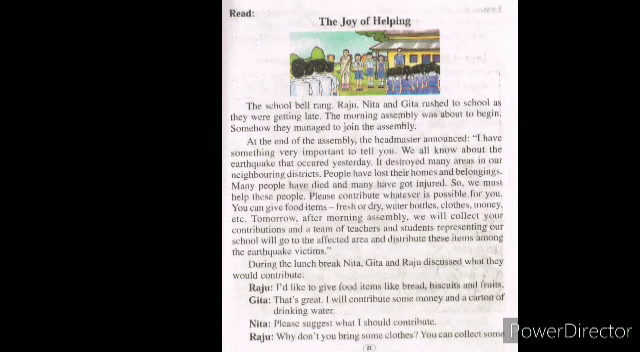 Read:
The Joy of Helping
The school bell rang. Raju, Nita and Gita rushed to school as
they were getting late. The morning assembly was about to begin.
Somehow they managed to join the assembly.
At the end of the assembly, the headmaster announced: "I have
something very important to tell you. We all know about the
earthquake that occured yesterday. It destroyed many areas in our
neighbouring districts. People have lost their homes and belongings.
Many people have died and many have got injured. So, we must
help these people. Please contribute whatever is possible for you.
You can give food items – fresh or dry, water bottles, clothes, money,
etc. Tomorrow, after morning assembly, we will collect your
contributions and a team of teachers and students representing our
school will go to the affected area and distribute these items among
the earthquake victims."
During the lunch break Nita, Gita and Raju discussed what they
would contribute:
Raju: I'd like to give food items like bread, biscuits and fruits.
Gita: That's great. I will contribute some money and a carton of
drinking water.
Nita: Please suggest what I should contribute.
Raju: Why don't you bring some clothes? You can collect some
PowerDirector